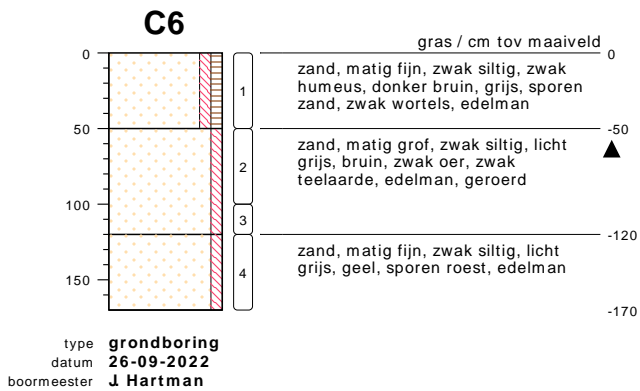 C6
gras / cm tov maaiveld
0
0
zand, matig fijn, zwak siltig, zwak
humeus, donker bruin, grijs, sporen
zand, zwak wortels, edelman
1
50
-50
zand, matig grof, zwak siltig, licht
grijs, bruin, zwak oer, zwak
teelaarde, edelman, geroerd
2
100
3
-120
zand, matig fijn, zwak siltig, licht
grijs, geel, sporen roest, edelman
4
150
-170
type grondboring
datum 26-09-2022
boormeester J Hartman